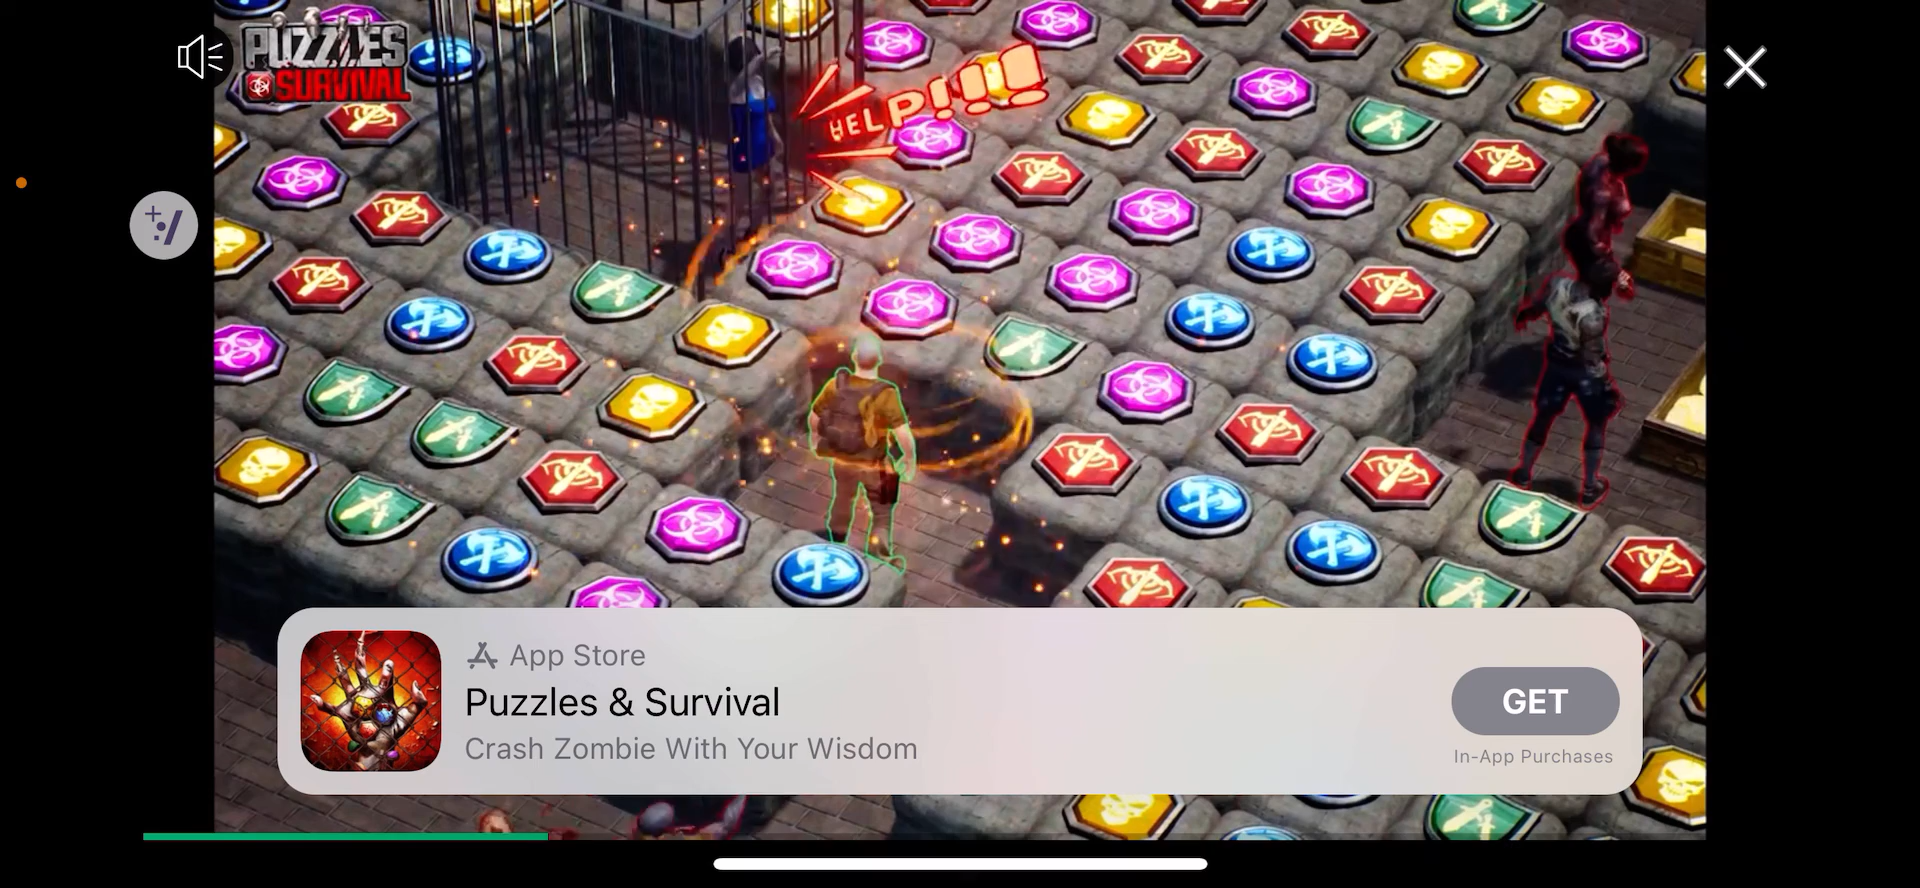 PUZZLES
SURVIVAL
HELP!!!
App Store
Puzzles & Survival
Crash Zombie With Your Wisdom
GET
In-App Purchases